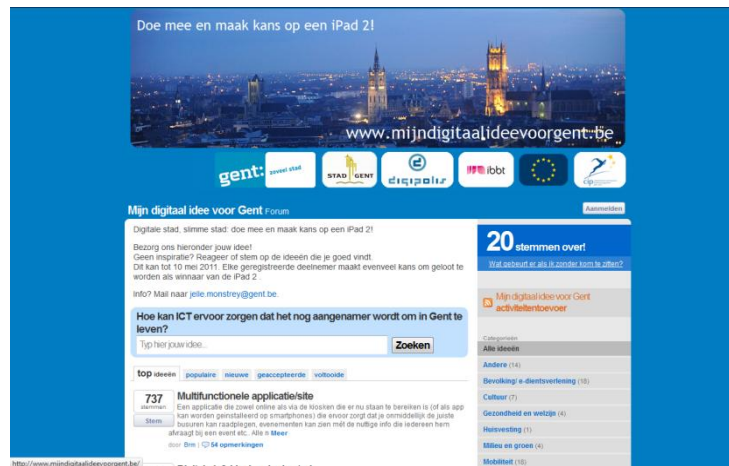 Doe mee en maak kans op een iPad 2!
www.mijndigitaalideevoorgent.be
gent: zoveel stad
STAD GENT
digipolis
ibbt
cip
Mijn digitaal idee voor Gent Forum
Aanmelden
Digitale stad, slimme stad: doe mee en maak kans op een iPad 2!
Bezorg ons hieronder jouw idee!
Geen inspiratie? Reageer of stem op de ideeën die je goed vindt.
Dit kan tot 10 mei 2011. Elke geregistreerde deelnemer maakt evenveel kans om geloot te
worden als winnaar van de iPad 2 .
Info? Mail naar jelle.monstrey@gent.be.
Hoe kan ICT ervoor zorgen dat het nog aangenamer wordt om in Gent te
leven?
Typ hier jouw idee...
Zoeken
top ideeën populaire nieuwe geaccepteerde voltooide
737
stemmen
Stem
Multifunctionele applicatie/site
Een applicatie die zowel online als via de kiosken die er nu staan te bereiken is (of als app
kan worden geïnstalleerd op smartphones) die ervoor zorgt dat je onmiddellijk de juiste
busuren kan raadplegen, evenementen kan zien mét de nuttige info die iedereen hem
afvraagt bij een event etc. Alle n Meer
door Brm | 54 opmerkingen
20 stemmen over!
Wat gebeurt er als ik zonder kom te zitten?
Mijn digitaal idee voor Gent
activiteitentoevoer
Categorieën
Alle ideeën
Andere (14)
Bevolking/ e-dienstverlening (18)
Cultuur (7)
Gezondheid en welzijn (4)
Huisvesting (1)
Milieu en groen (4)
Mobiliteit (18)
http://www.mijndigitaalideevoorgent.be/